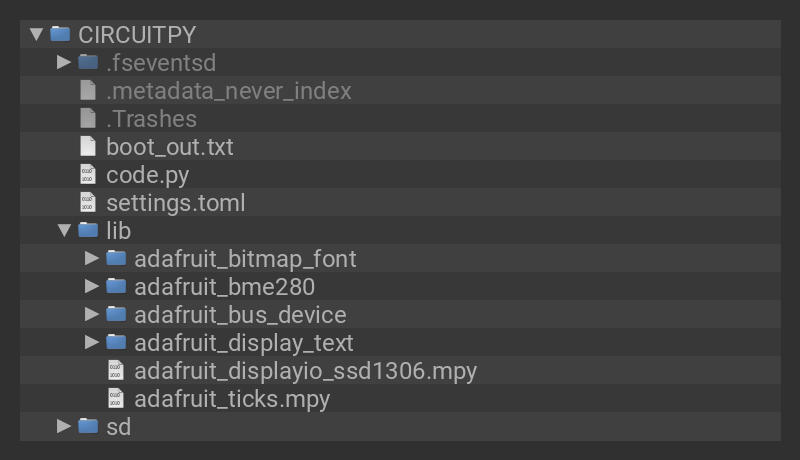 CIRCUITPY
.fseventsd
.metadata_never_index
.Trashes
boot_out.txt
code.py
settings.toml
lib
adafruit_bitmap_font
adafruit_bme280
adafruit_bus_device
adafruit_display_text
adafruit_displayio_ssd1306.mpy
adafruit_ticks.mpy
sd